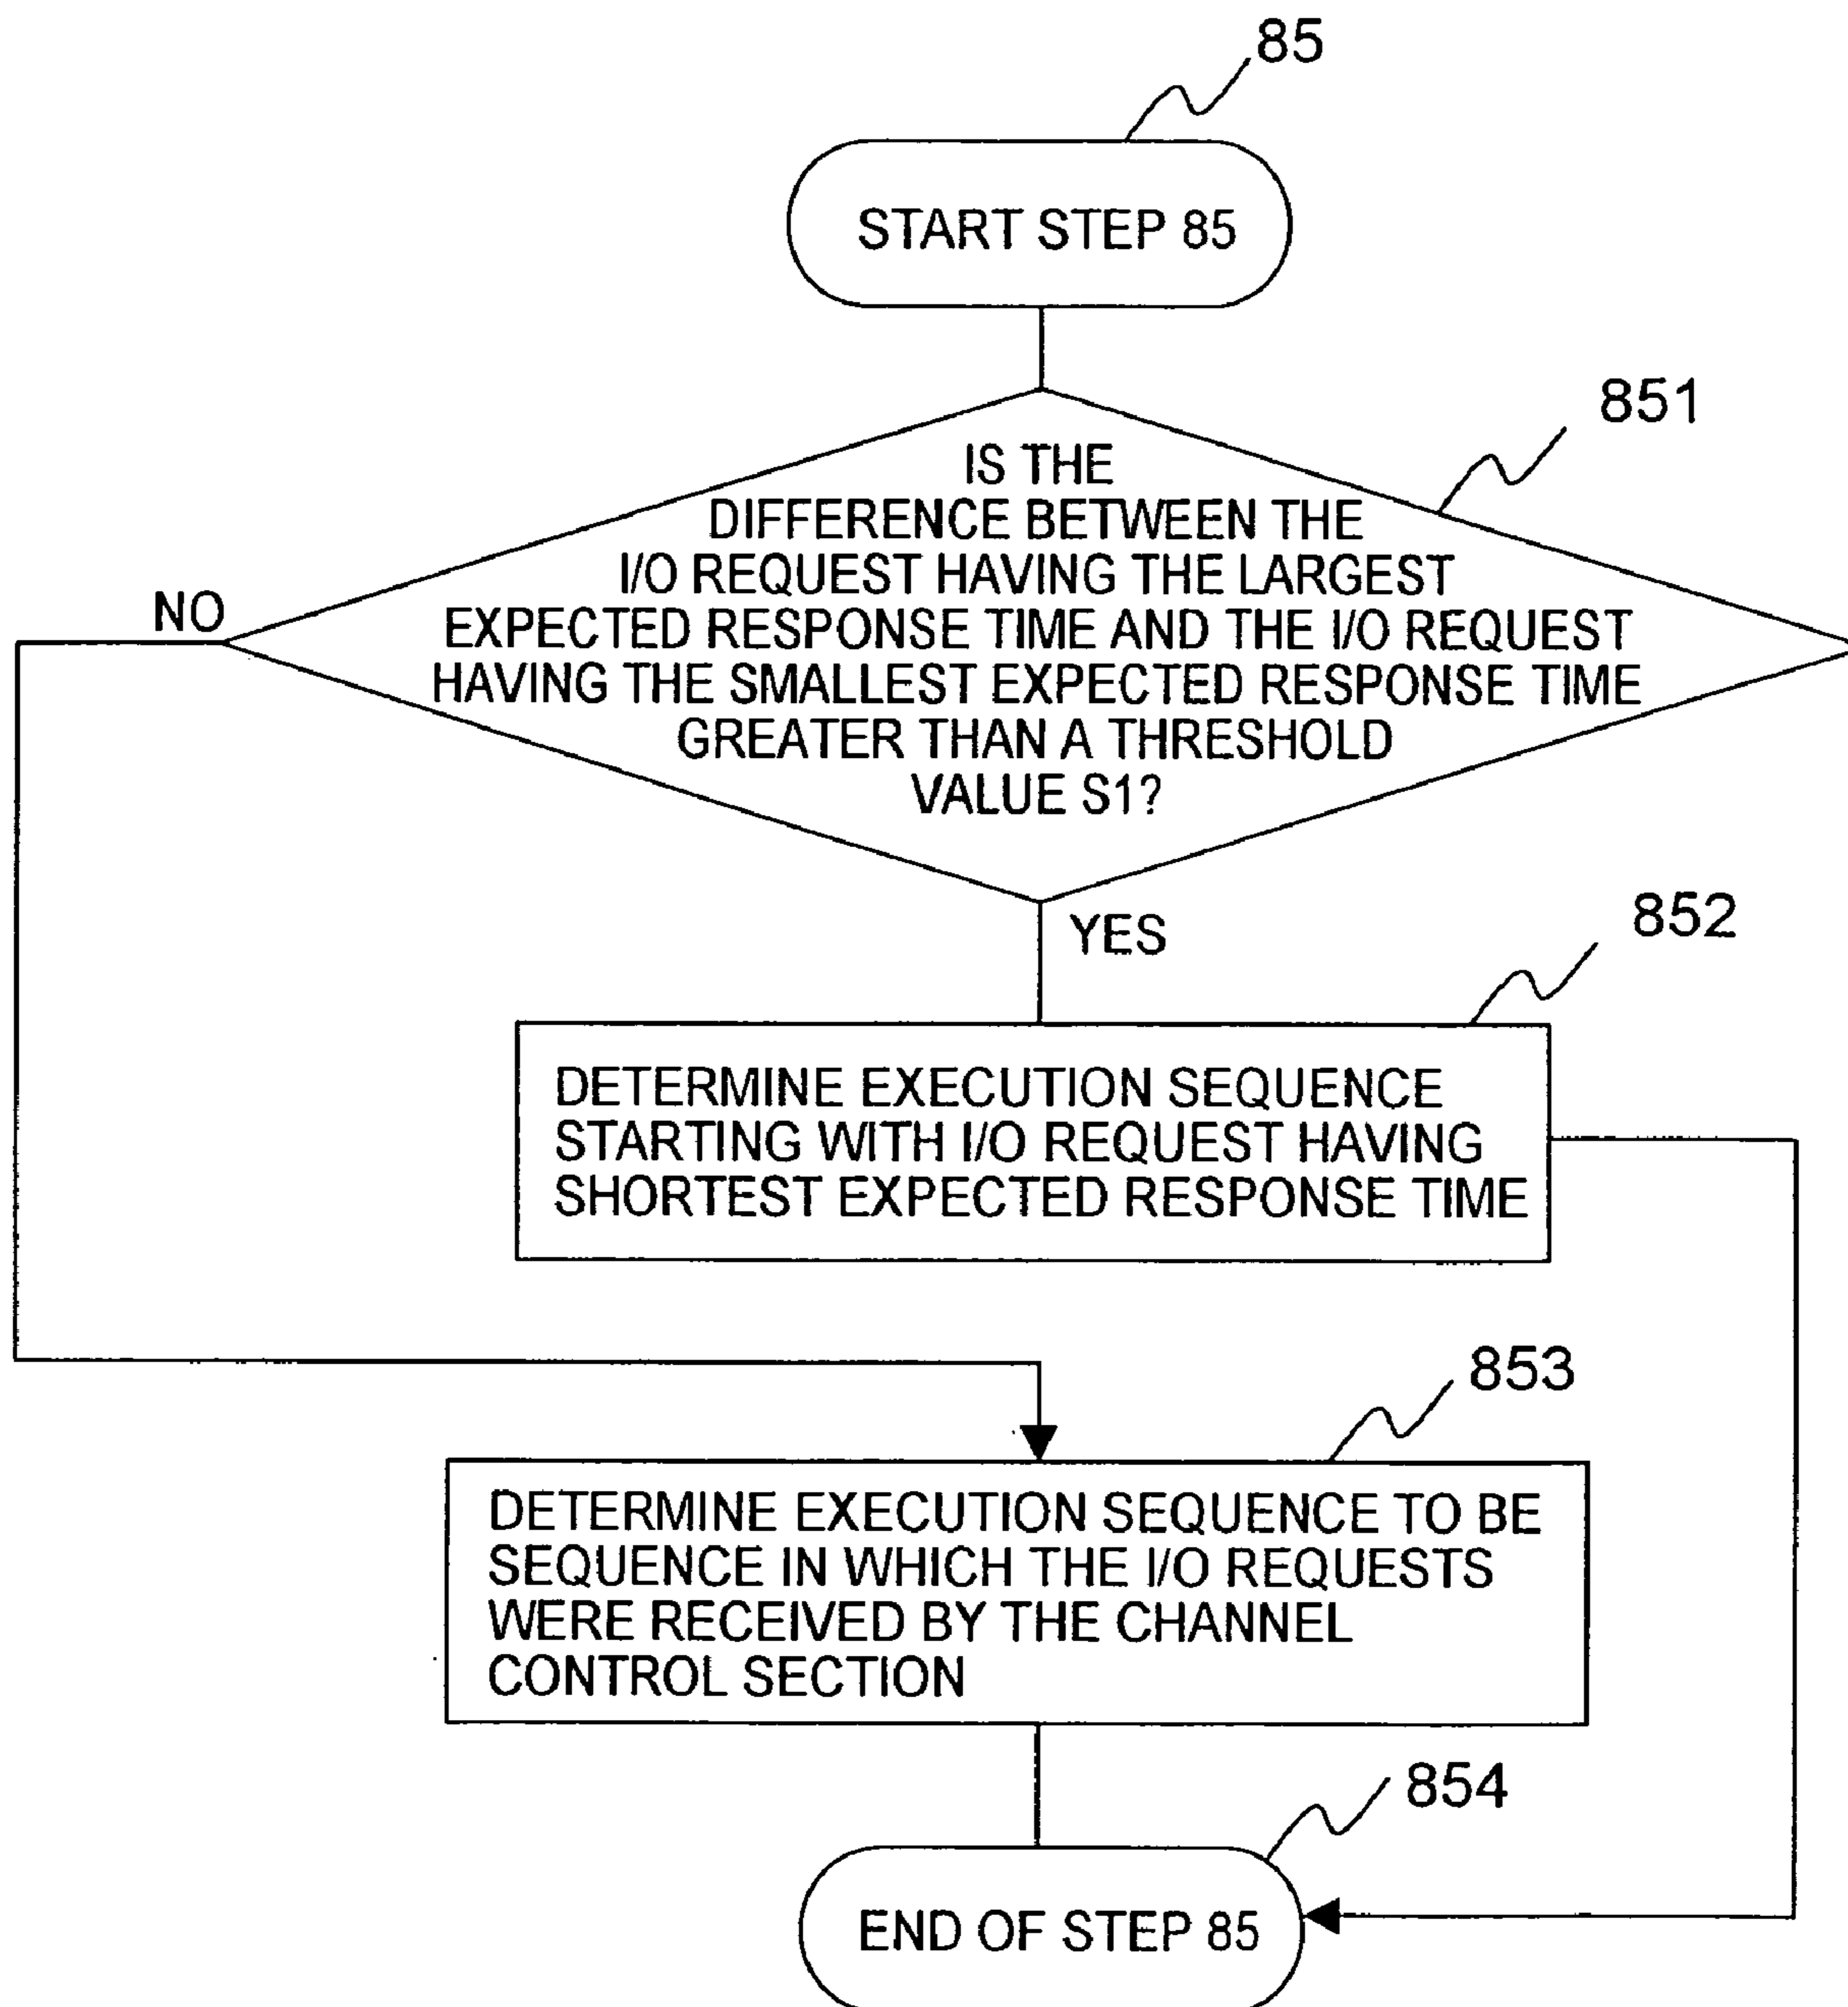 85
START STEP 85
851
IS THE
DIFFERENCE BETWEEN THE
I/O REQUEST HAVING THE LARGEST
EXPECTED RESPONSE TIME AND THE I/O REQUEST
HAVING THE SMALLEST EXPECTED RESPONSE TIME
GREATER THAN A THRESHOLD
VALUE S1?
NO
YES
852
DETERMINE EXECUTION SEQUENCE
STARTING WITH I/O REQUEST HAVING
SHORTEST EXPECTED RESPONSE TIME
853
DETERMINE EXECUTION SEQUENCE TO BE
SEQUENCE IN WHICH THE I/O REQUESTS
WERE RECEIVED BY THE CHANNEL
CONTROL SECTION
854
END OF STEP 85